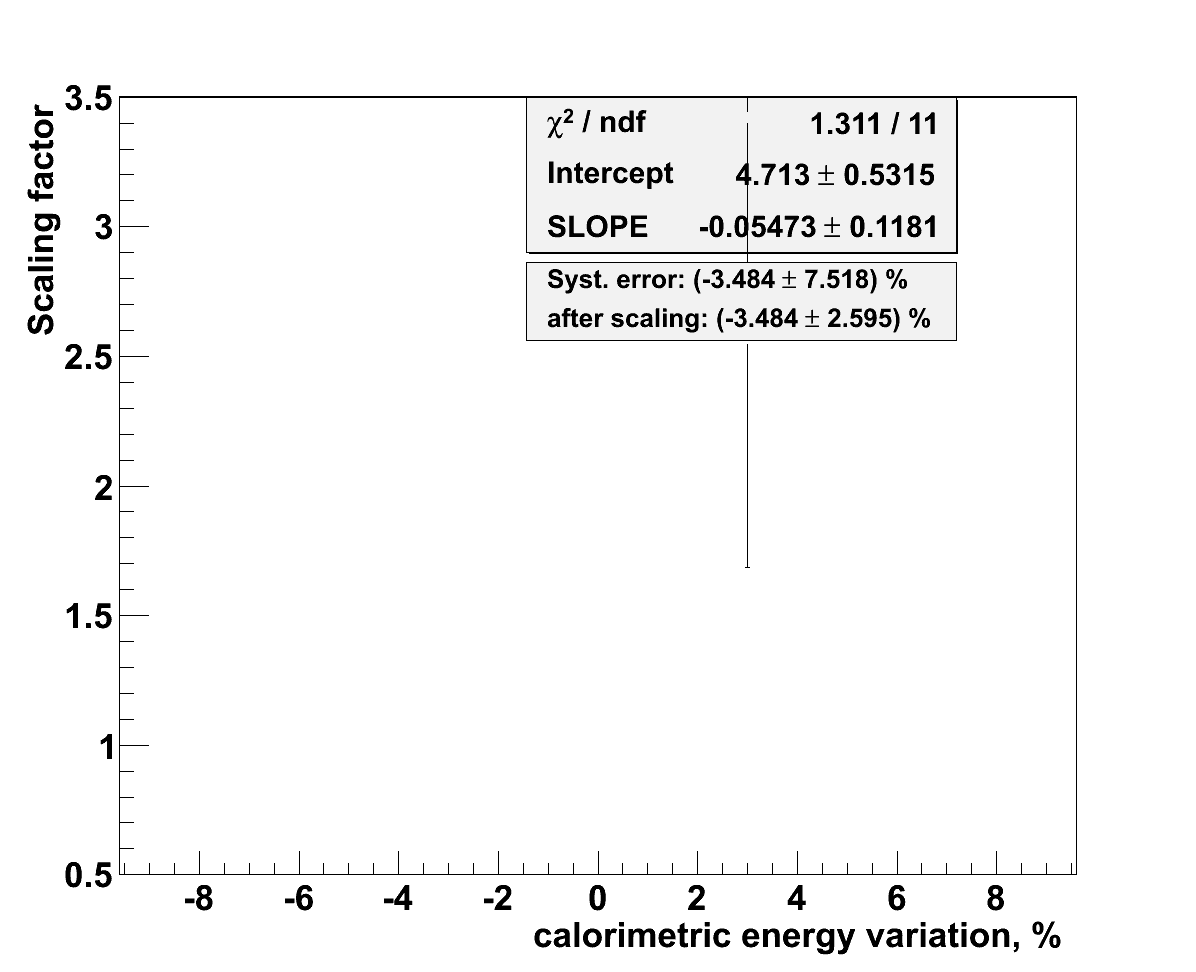 Scaling factor
3.5
3
2.5
2
1.5
1
0.5
χ² / ndf 1.311 / 11
Intercept 4.713 ± 0.5315
SLOPE -0.05473 ± 0.1181
Syst. error: (-3.484 ± 7.518) %
after scaling: (-3.484 ± 2.595) %
-8 -6 -4 -2 0 2 4 6 8
calorimetric energy variation, %